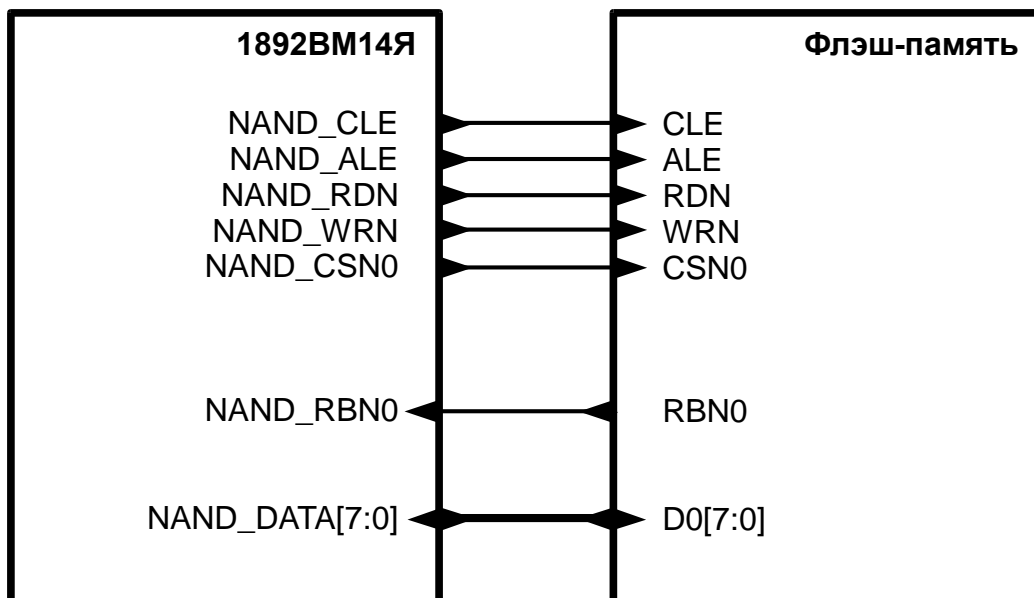 1892ВМ14Я Флэш-память
NAND_CLE CLE
NAND_ALE ALE
NAND_RDN RDN
NAND_WRN WRN
NAND_CSN0 CSN0
NAND_RBN0 RBN0
NAND_DATA[7:0] D0[7:0]